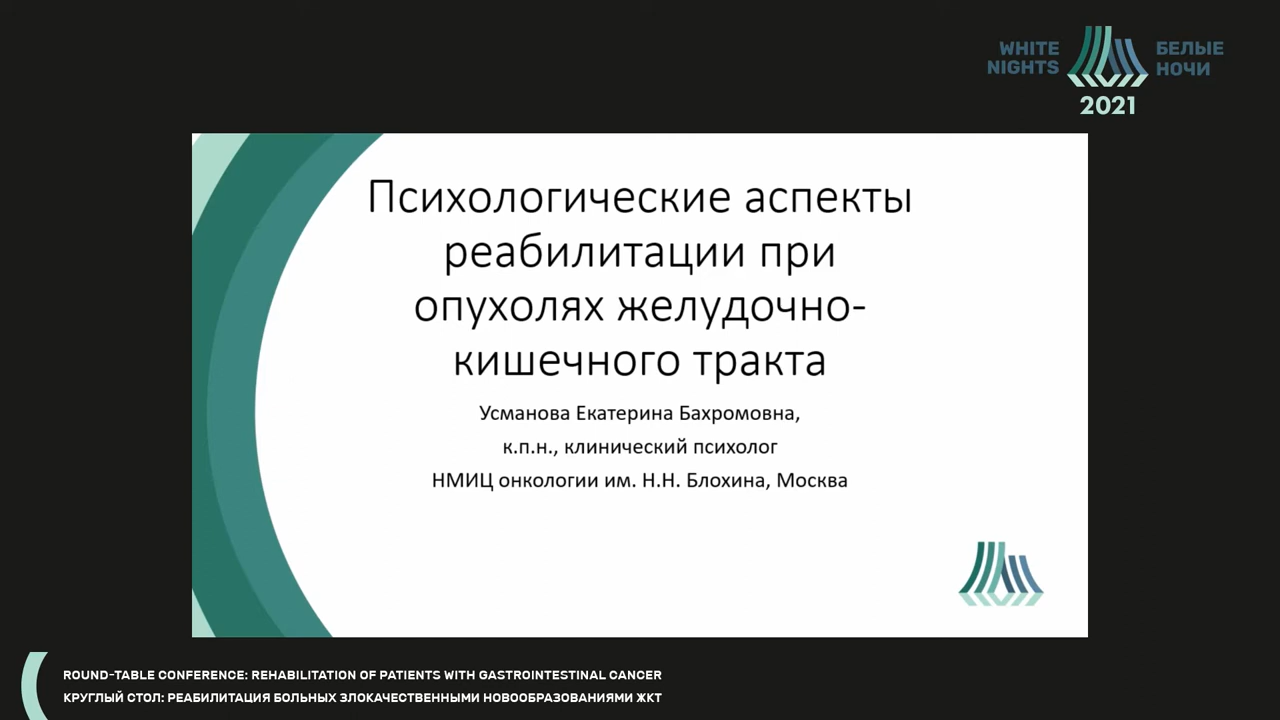 WHITE
NIGHTS
БЕЛЫЕ
НОЧИ
2021
Психологические аспекты
реабилитации при
опухолях желудочно-
кишечного тракта
Усманова Екатерина Бахромовна,
к.п.н., клинический психолог
НМИЦ онкологии им. Н.Н. Блохина, Москва
ROUND-TABLE CONFERENCE: REHABILITATION OF PATIENTS WITH GASTROINTESTINAL CANCER
КРУГЛЫЙ СТОЛ: РЕАБИЛИТАЦИЯ БОЛЬНЫХ ЗЛОКАЧЕСТВЕННЫМИ НОВООБРАЗОВАНИЯМИ ЖКТ